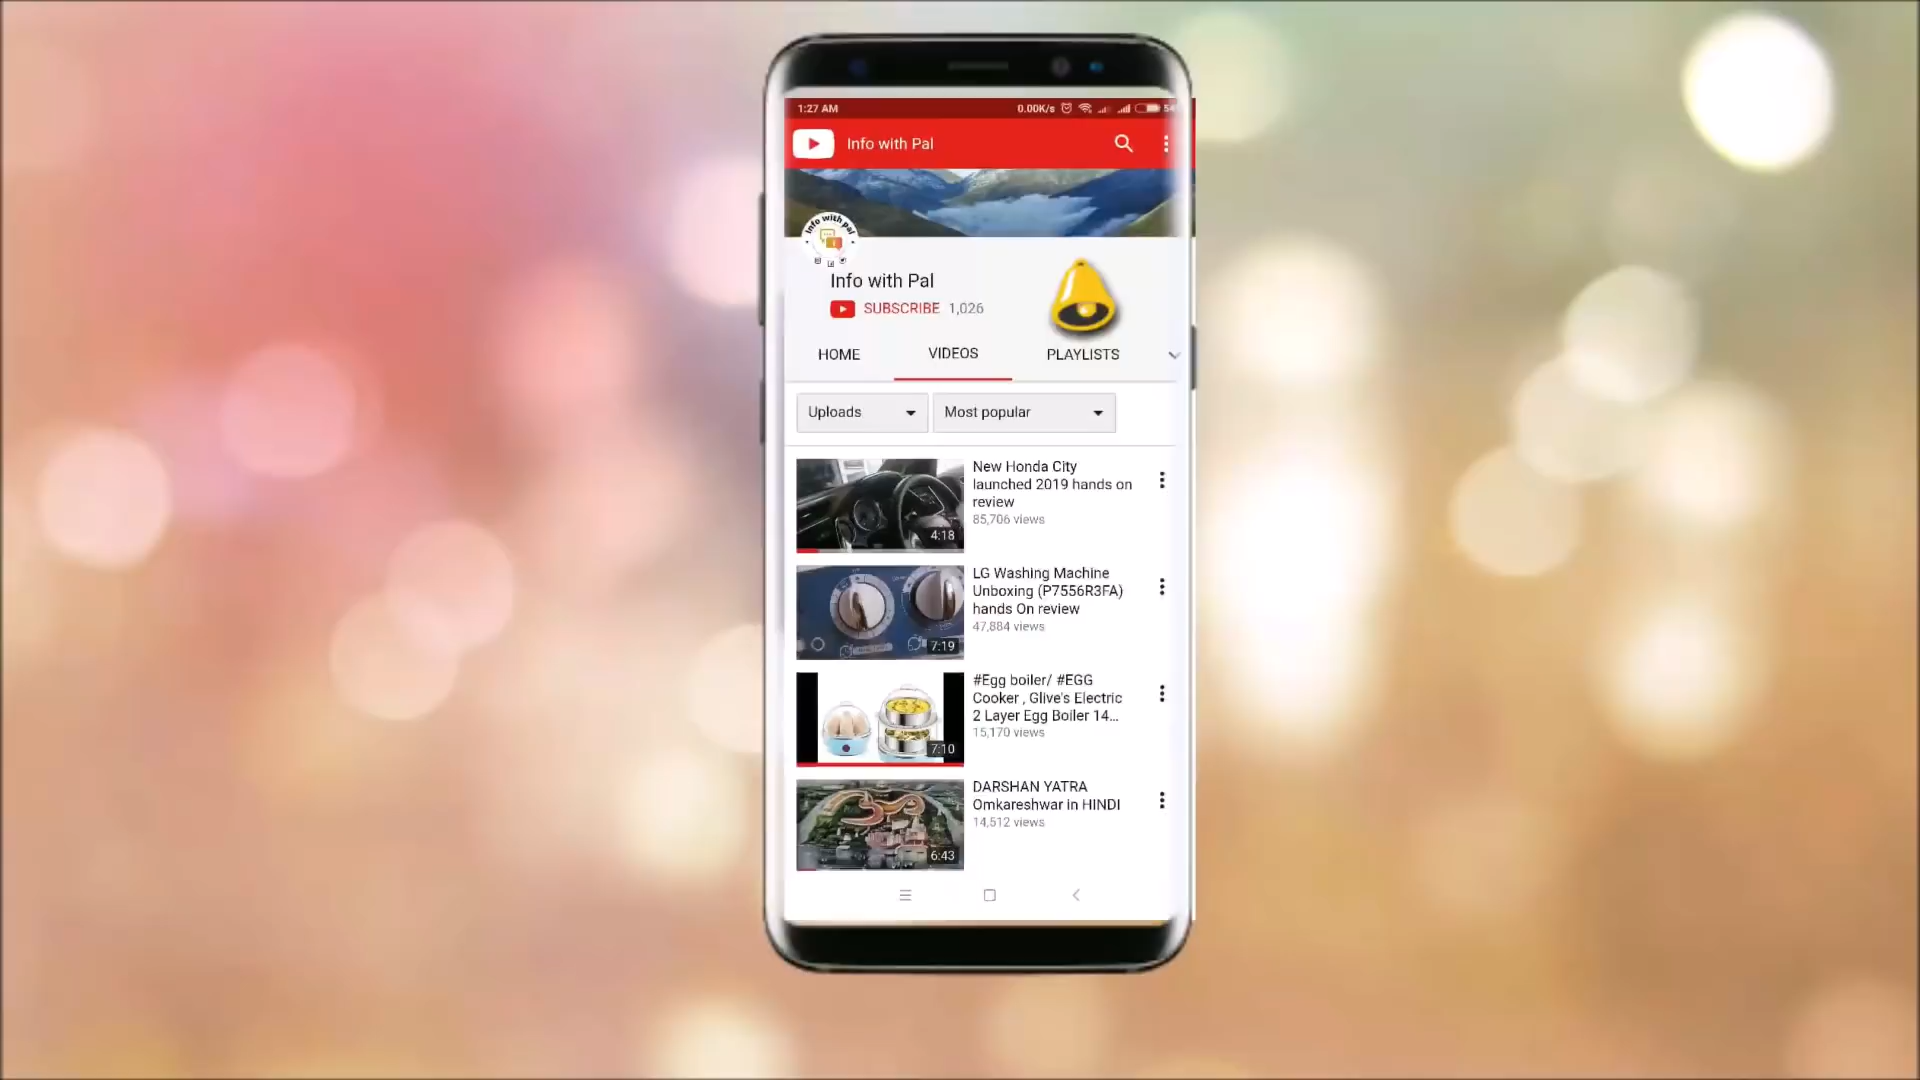 1:27 AM 0.00K/s
Info with Pal
Info with pal
Info with Pal
SUBSCRIBE 1,026
HOME VIDEOS PLAYLISTS
Uploads Most popular
New Honda City
launched 2019 hands on
review
85,706 views
4:18
LG Washing Machine
Unboxing (P7556R3FA)
hands On review
47,884 views
7:19
#Egg boiler/ #EGG
Cooker , Glive's Electric
2 Layer Egg Boiler 14...
15,170 views
7:10
DARSHAN YATRA
Omkareshwar in HINDI
14,512 views
6:43